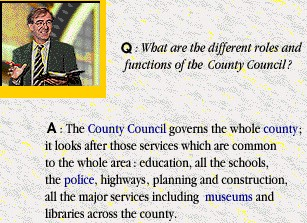 Q : What are the different roles and
functions of the County Council?
A : The County Council governs the whole county;
it looks after those services which are common
to the whole area : education, all the schools,
the police, highways, planning and construction,
all the major services including museums and
libraries across the county.